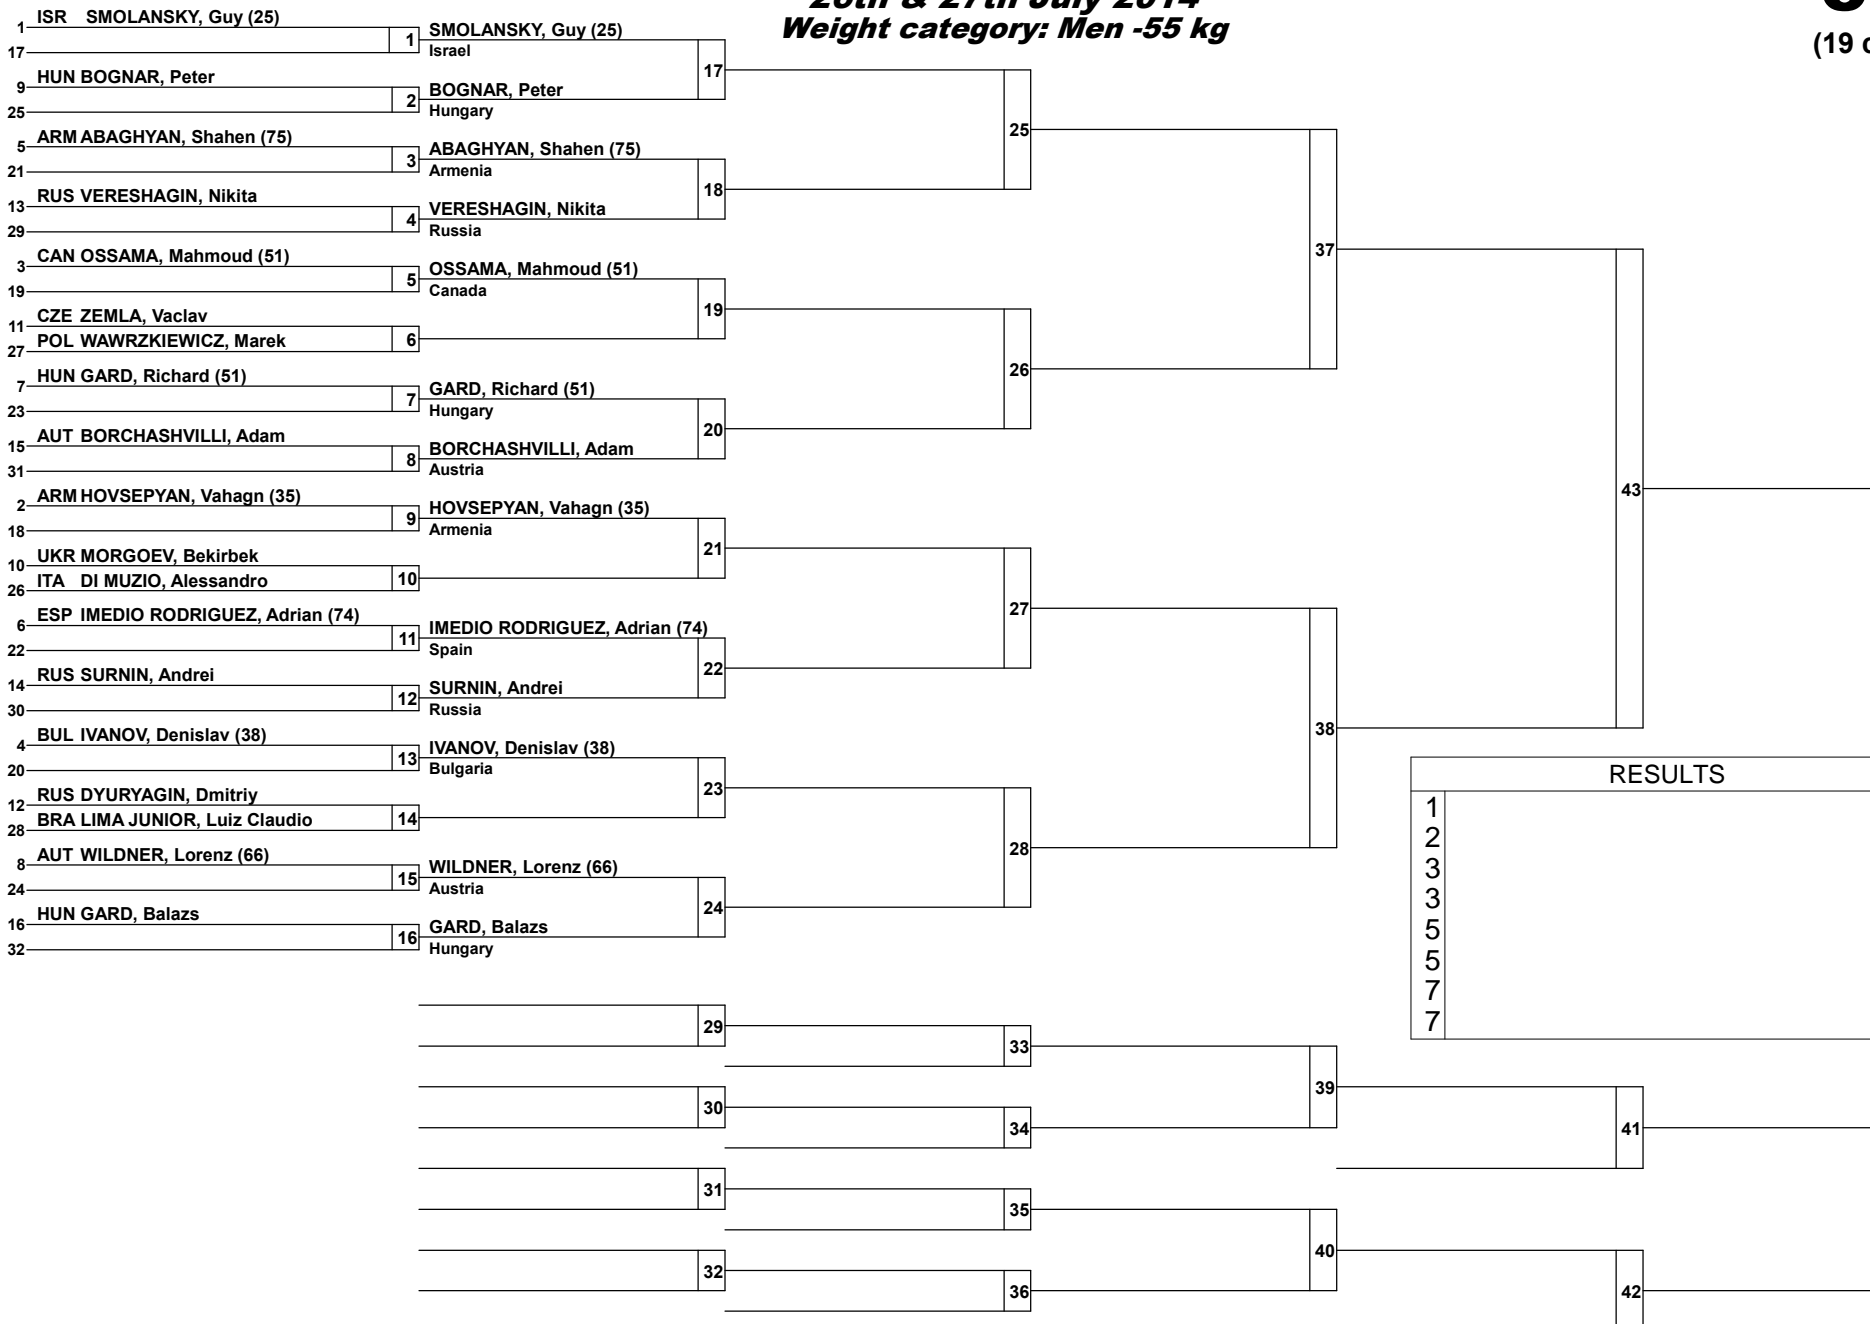 26th & 27th July 2014
Weight category: Men -55 kg
(19
1 ISR SMOLANSKY, Guy (25)
17
1 SMOLANSKY, Guy (25)
Israel
9 HUN BOGNAR, Peter
25
2 BOGNAR, Peter
Hungary
17
5 ARM ABAGHYAN, Shahen (75)
21
3 ABAGHYAN, Shahen (75)
Armenia
13 RUS VERESHAGIN, Nikita
29
4 VERESHAGIN, Nikita
Russia
18
25
3 CAN OSSAMA, Mahmoud (51)
19
5 OSSAMA, Mahmoud (51)
Canada
11 CZE ZEMLA, Vaclav
27 POL WAWRZKIEWICZ, Marek
6
19
7 HUN GARD, Richard (51)
23
7 GARD, Richard (51)
Hungary
15 AUT BORCHASHVILLI, Adam
31
8 BORCHASHVILLI, Adam
Austria
20
26
37
2 ARM HOVSEPYAN, Vahagn (35)
18
9 HOVSEPYAN, Vahagn (35)
Armenia
10 UKR MORGOEV, Bekirbek
26 ITA DI MUZIO, Alessandro
10
21
6 ESP IMEDIO RODRIGUEZ, Adrian (74)
22
11 IMEDIO RODRIGUEZ, Adrian (74)
Spain
14 RUS SURNIN, Andrei
30
12 SURNIN, Andrei
Russia
22
27
4 BUL IVANOV, Denislav (38)
20
13 IVANOV, Denislav (38)
Bulgaria
12 RUS DYURYAGIN, Dmitriy
28 BRA LIMA JUNIOR, Luiz Claudio
14
23
8 AUT WILDNER, Lorenz (66)
24
15 WILDNER, Lorenz (66)
Austria
16 HUN GARD, Balazs
32
16 GARD, Balazs
Hungary
24
28
38
43
RESULTS
1
2
3
3
5
5
7
7
29
33
30
34
39
41
31
35
32
36
40
42